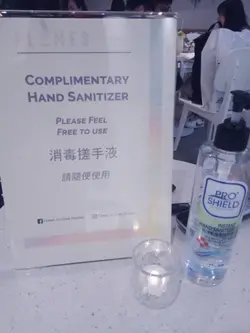 COMPLIMENTARY
HAND SANITIZER
PLEASE FEEL
FREE TO USE
消毒搓手液
請隨便使用
PRO
SHIELD